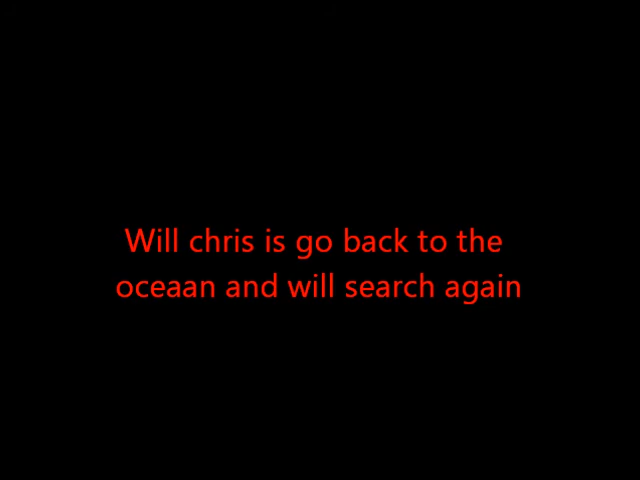 Will chris is go back to the
oceaan and will search again